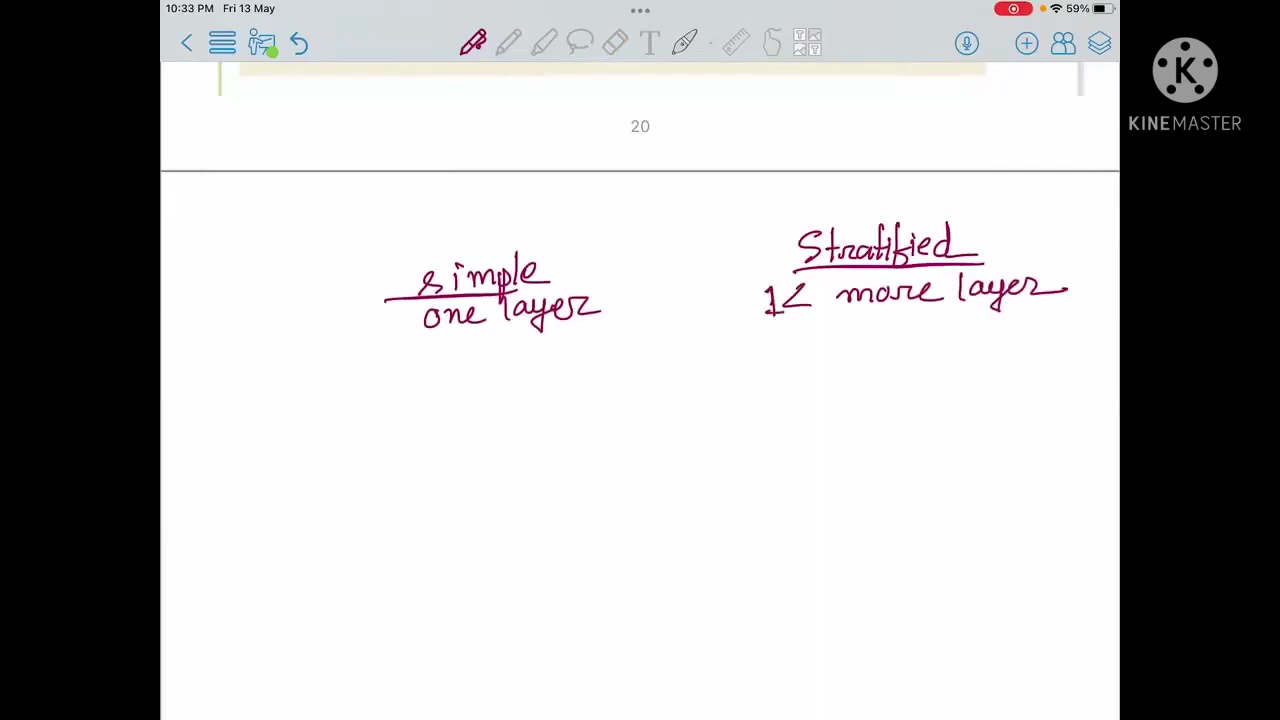 10:33 PM Fri 13 May
59%
K
KINEMASTER
20
simple
one layer
Stratified
1< more layer